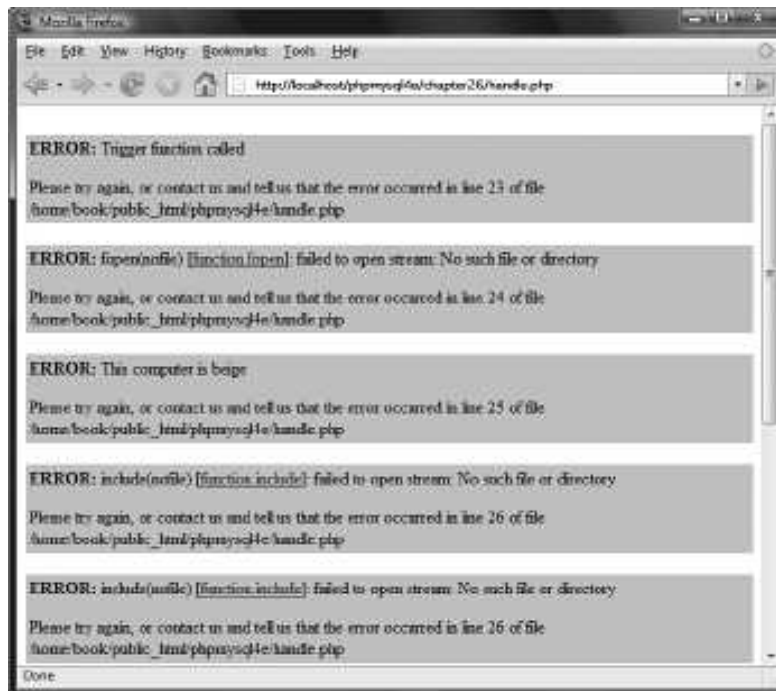 Mozilla Firefox
File Edit View History Bookmarks Tools Help
http://localhost/phpmysql4e/chapter26/handle.php
ERROR: Trigger function called
Please try again, or contact us and tell us that the error occurred in line 23 of file
/home/book/public_html/phpmysql4e/handle.php
ERROR: fopen(nofile) [function.fopen]: failed to open stream: No such file or directory
Please try again, or contact us and tell us that the error occurred in line 24 of file
/home/book/public_html/phpmysql4e/handle.php
ERROR: This computer is beige
Please try again, or contact us and tell us that the error occurred in line 25 of file
/home/book/public_html/phpmysql4e/handle.php
ERROR: include(nofile) [function.include]: failed to open stream: No such file or directory
Please try again, or contact us and tell us that the error occurred in line 26 of file
/home/book/public_html/phpmysql4e/handle.php
ERROR: include(nofile) [function.include]: failed to open stream: No such file or directory
Please try again, or contact us and tell us that the error occurred in line 26 of file
/home/book/public_html/phpmysql4e/handle.php
Done